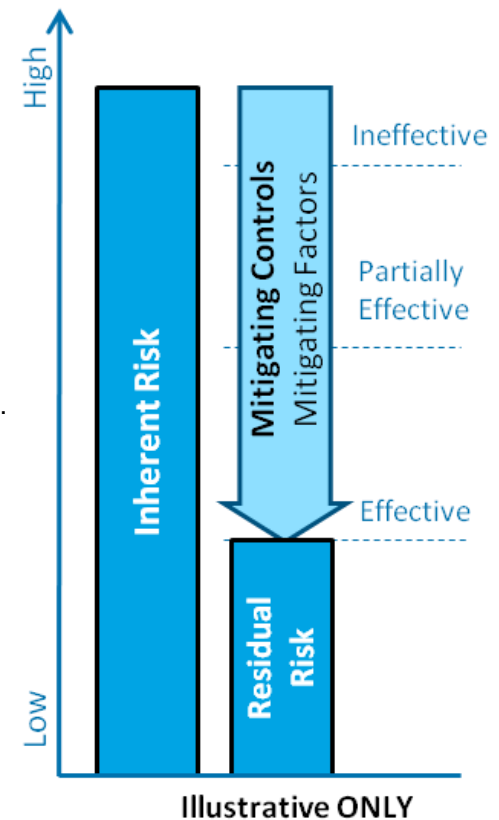 High
Ineffective
Mitigating Controls
Mitigating Factors
Partially
Effective
Inherent Risk
.
Effective
Residual
Risk
Low
Illustrative ONLY